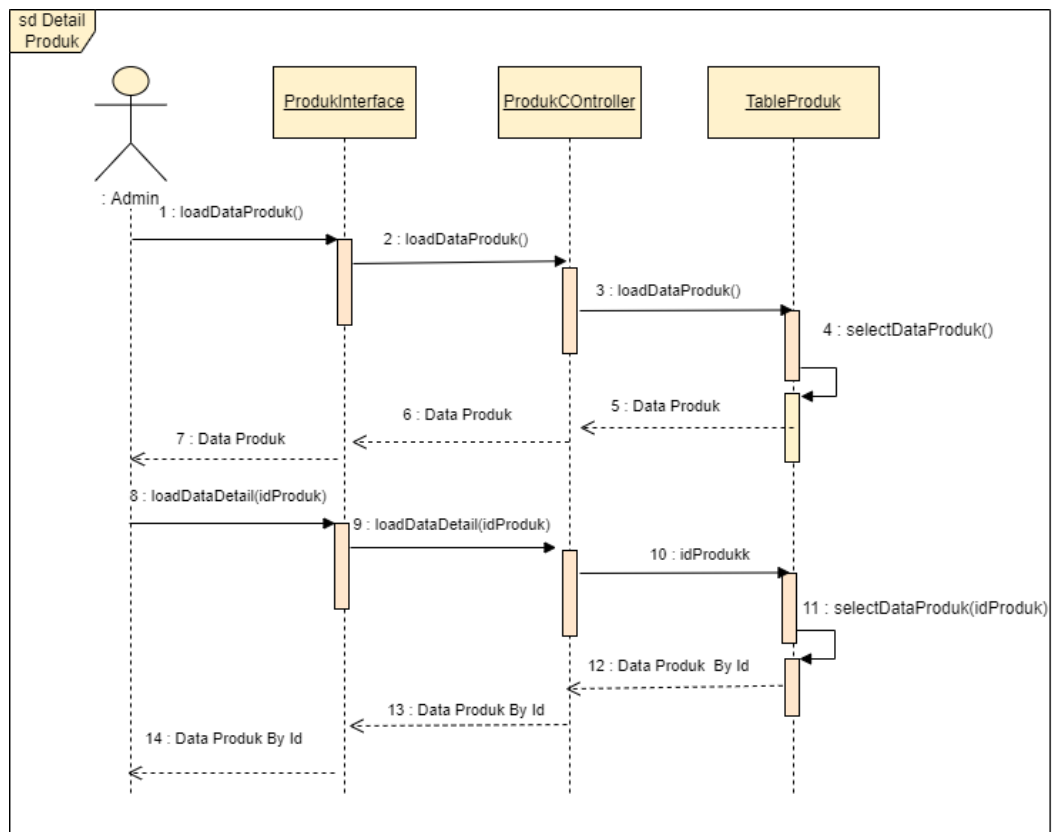 sd Detail
Produk
ProdukInterface
ProdukCOntroller
TableProduk
: Admin
1 : loadDataProduk()
2 : loadDataProduk()
3 : loadDataProduk()
4 : selectDataProduk()
5 : Data Produk
6 : Data Produk
7 : Data Produk
8 : loadDataDetail(idProduk)
9 : loadDataDetail(idProduk)
10 : idProdukk
11 : selectDataProduk(idProduk)
12 : Data Produk By Id
13 : Data Produk By Id
14 : Data Produk By Id